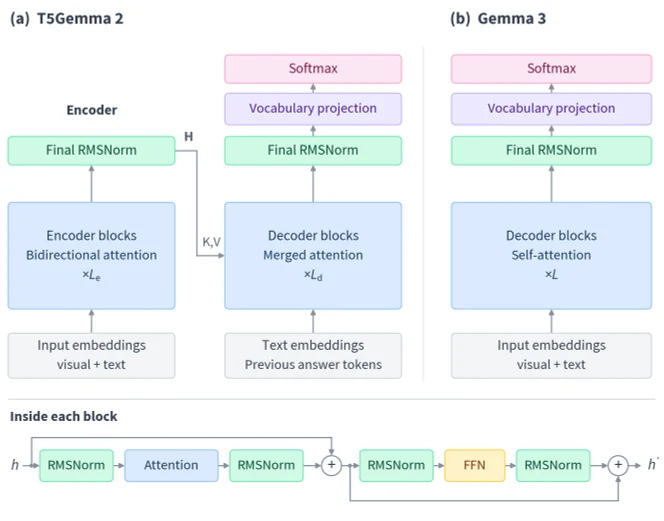 (a) T5Gemma 2
Softmax
Vocabulary projection
Encoder
Final RMSNorm
H
Final RMSNorm
Encoder blocks
Bidirectional attention
×Lₑ
K,V
Decoder blocks
Merged attention
×L_d
Input embeddings
visual + text
Text embeddings
Previous answer tokens
(b) Gemma 3
Softmax
Vocabulary projection
Final RMSNorm
Decoder blocks
Self-attention
×L
Input embeddings
visual + text
Inside each block
h
RMSNorm
Attention
RMSNorm
+
RMSNorm
FFN
RMSNorm
+
h'